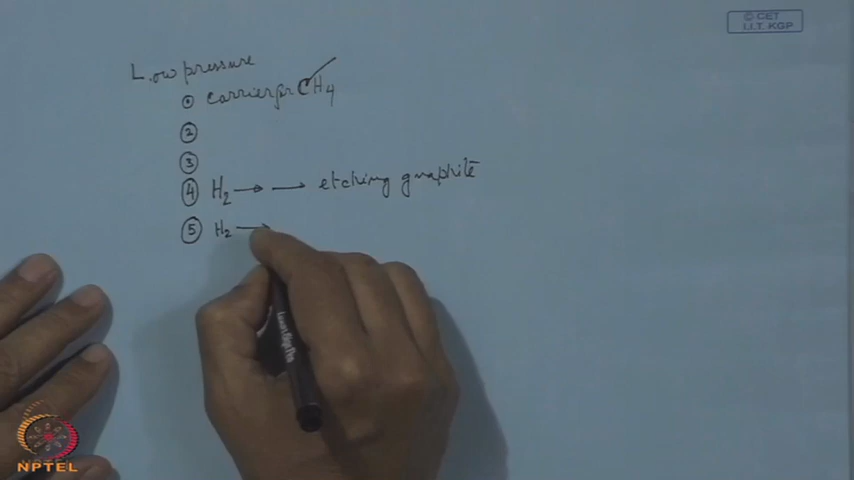 © CET
I.I.T. KGP
Low pressure
① carrier for CH4
②
③
④ H2 → → etching graphite
⑤ H2 →
NPTEL